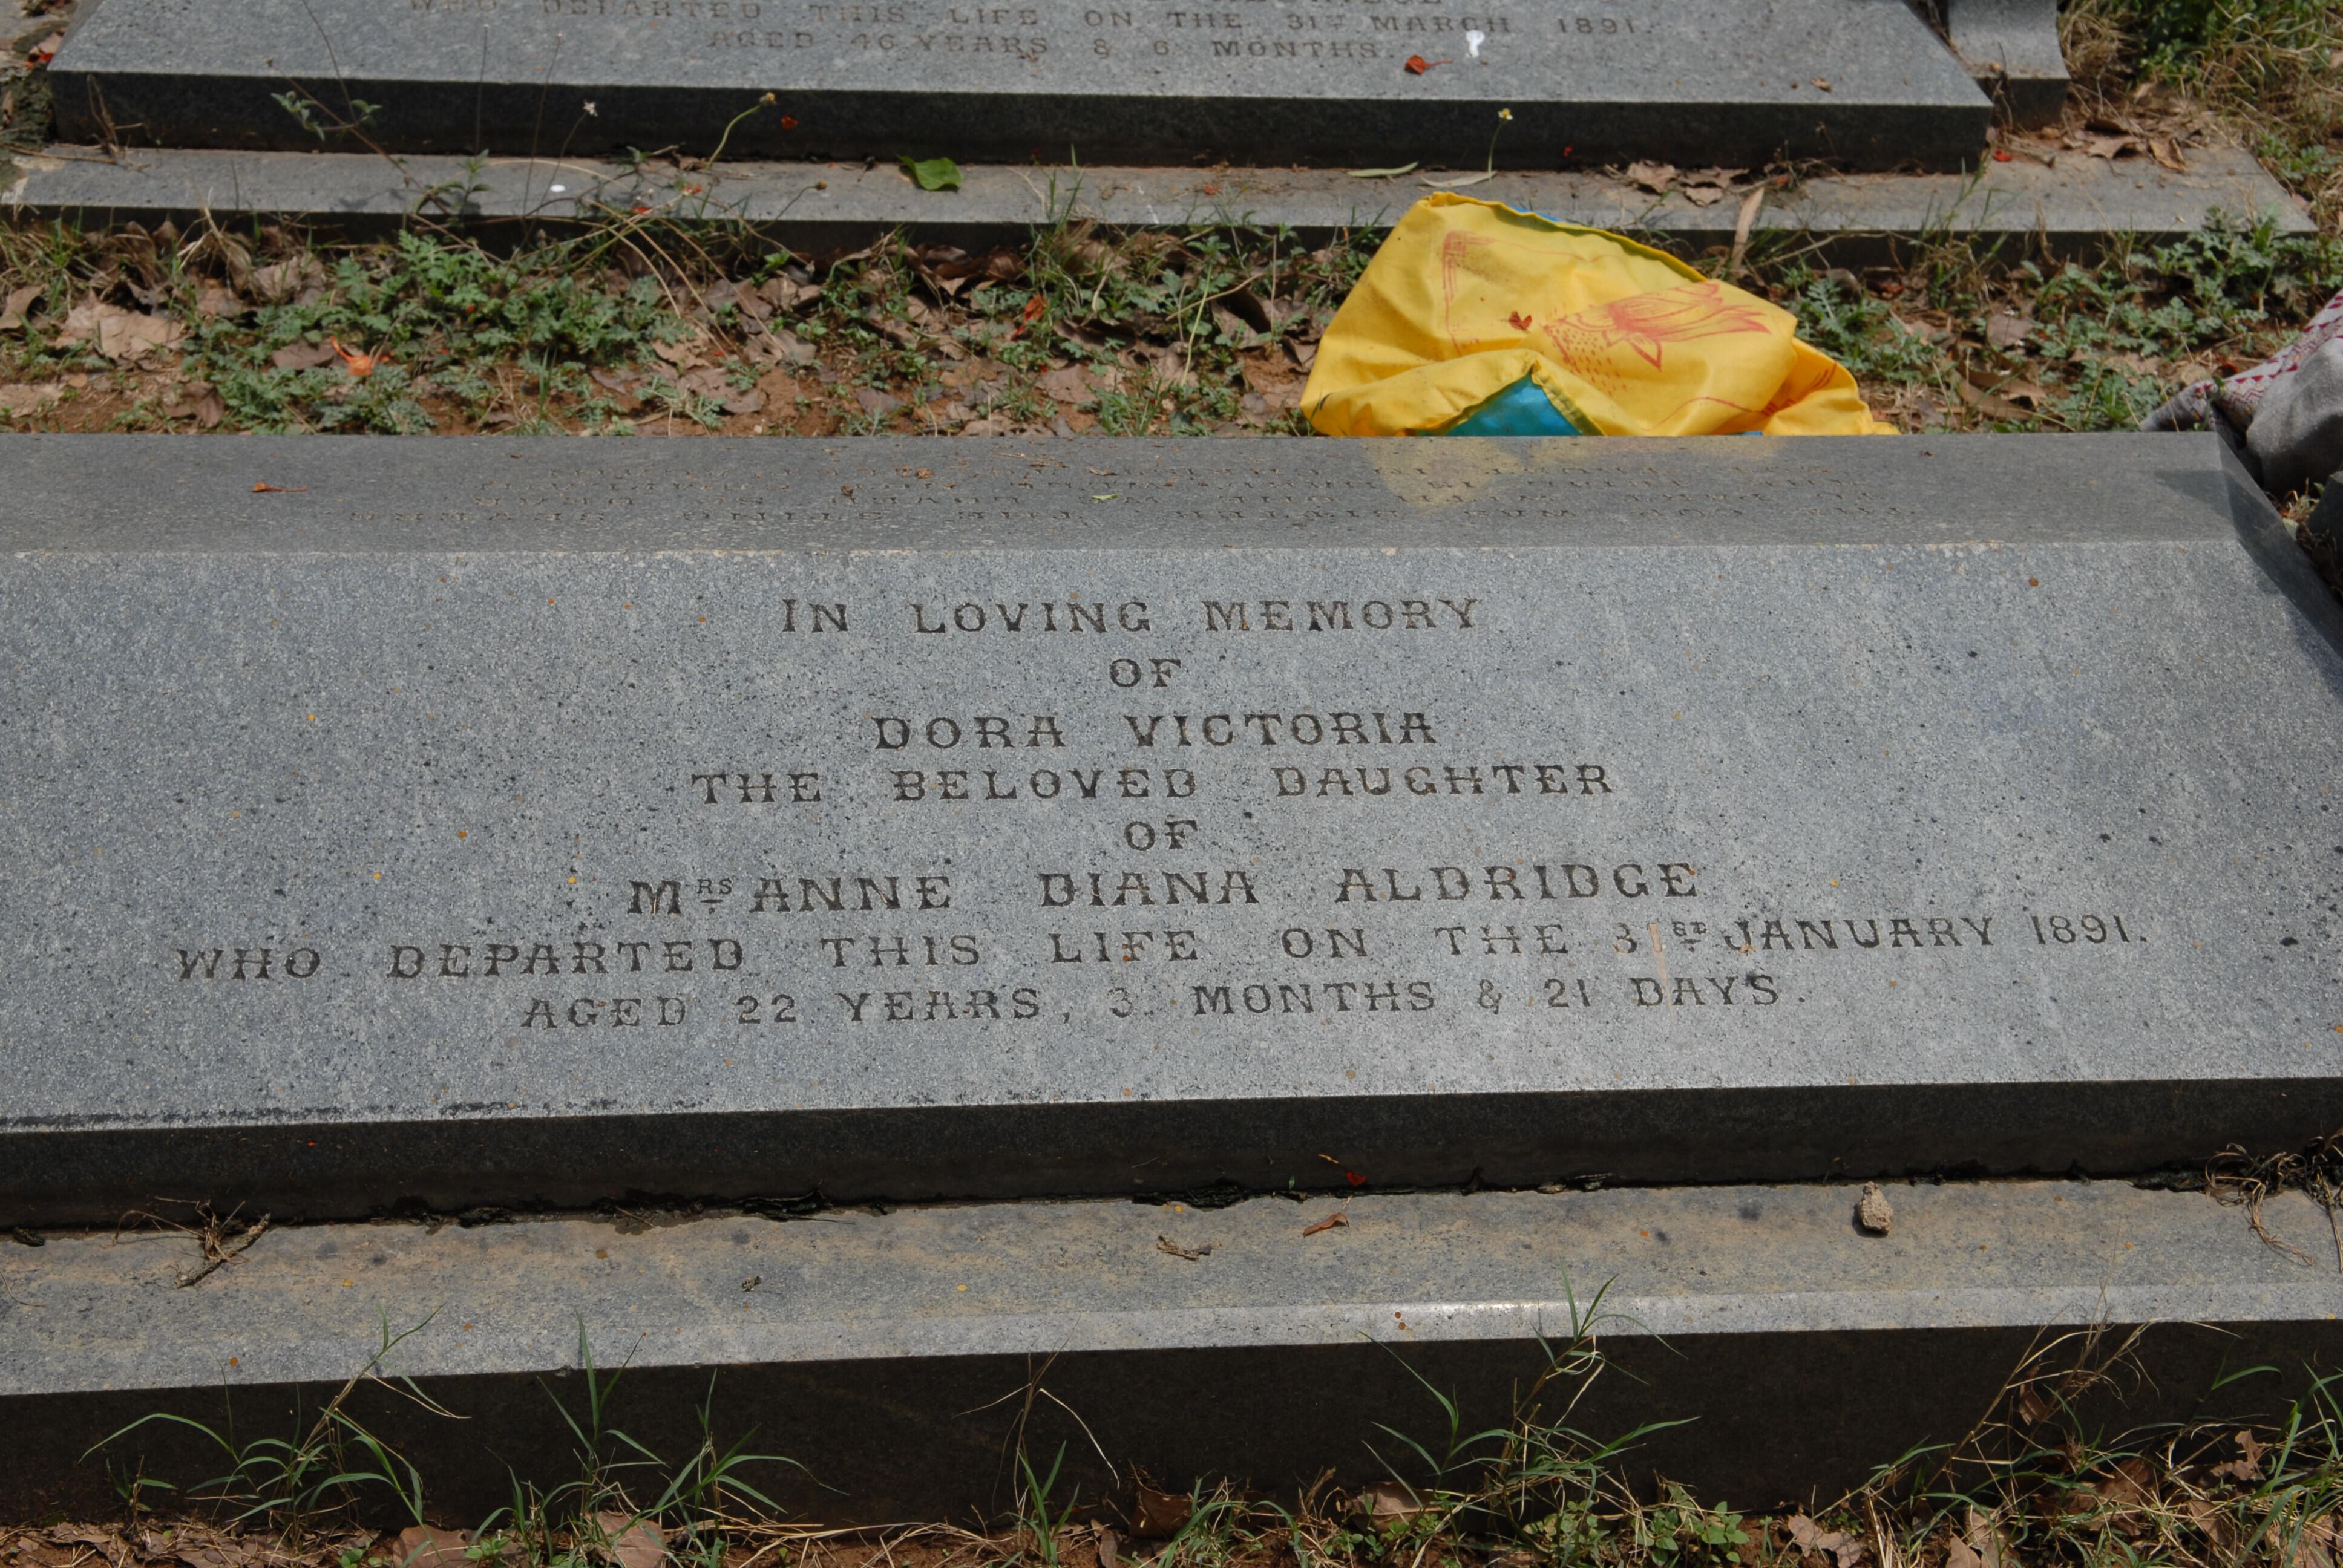 WHO DEPARTED THIS LIFE ON THE 31ST MARCH 1891.
AGED 46 YEARS & 6 MONTHS.
IN LOVING MEMORY
OF
DORA VICTORIA
THE BELOVED DAUGHTER
OF
MRS ANNE DIANA ALDRIDGE
WHO DEPARTED THIS LIFE ON THE 31ST JANUARY 1891.
AGED 22 YEARS, 3 MONTHS & 21 DAYS.